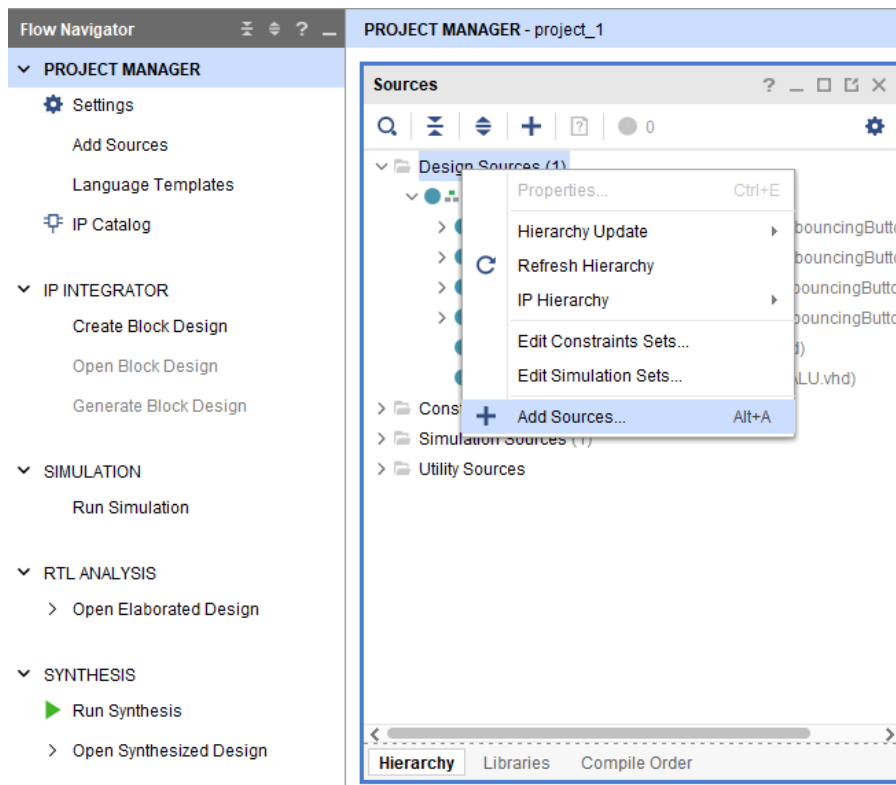 Flow Navigator
PROJECT MANAGER
Settings
Add Sources
Language Templates
IP Catalog
IP INTEGRATOR
Create Block Design
Open Block Design
Generate Block Design
SIMULATION
Run Simulation
RTL ANALYSIS
Open Elaborated Design
SYNTHESIS
Run Synthesis
Open Synthesized Design
PROJECT MANAGER - project_1
Sources
0
Design Sources (1)
Properties... Ctrl+E
Hierarchy Update
Refresh Hierarchy
IP Hierarchy
Edit Constraints Sets...
Edit Simulation Sets...
Add Sources... Alt+A
bouncingButt
bouncingButt
bouncingButt
bouncingButt
ALU.vhd)
Cons
Simulation Sources (1)
Utility Sources
Hierarchy Libraries Compile Order